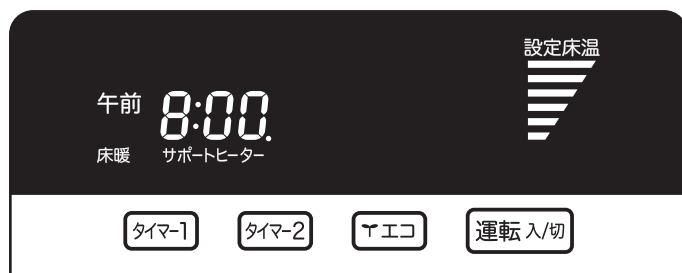 設定床温
午前 8:00.
床暖 サポートヒーター
タイマー1 タイマー2 エコ 運転 入/切